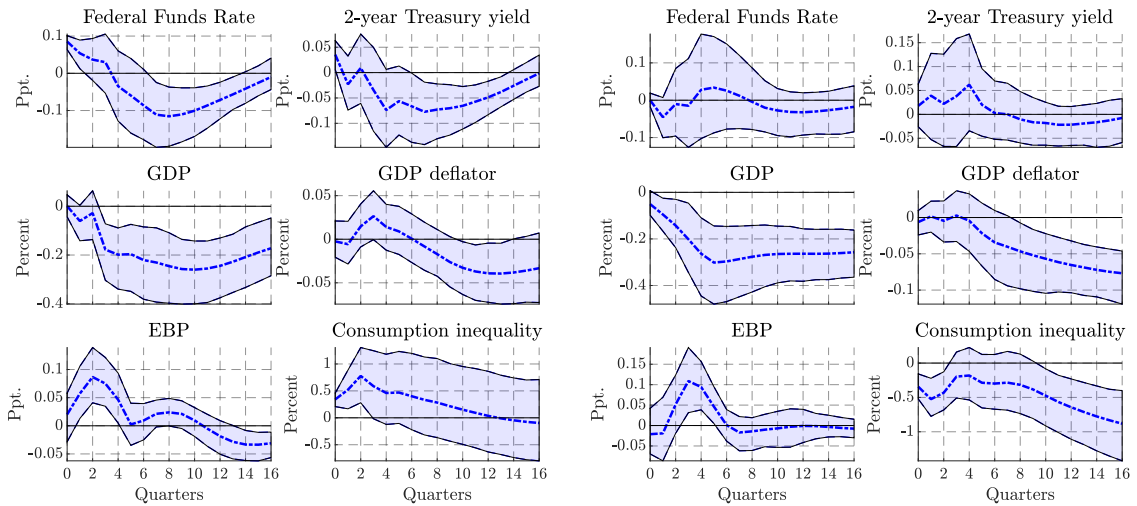 Federal Funds Rate
Ppt.
0.1
0
-0.1
2-year Treasury yield
0.05
0
-0.05
-0.1
GDP
Percent
0
-0.2
-0.4
GDP deflator
0.05
0
0.05
EBP
Ppt.
0.1
0.05
0
-0.05
0 2 4 6 8 10 12 14 16
Quarters
Consumption inequality
Percent
1
0.5
0
-0.5
0 2 4 6 8 10 12 14 16
Quarters
Federal Funds Rate
Ppt.
0.1
0
-0.1
2-year Treasury yield
Ppt.
0.15
0.1
0.05
0
-0.05
GDP
Percent
0
-0.2
-0.4
GDP deflator
Percent
0
-0.05
-0.1
EBP
Ppt.
0.15
0.1
0.05
0
-0.05
0 2 4 6 8 10 12 14 16
Quarters
Consumption inequality
Percent
0
-0.5
-1
0 2 4 6 8 10 12 14 16
Quarters